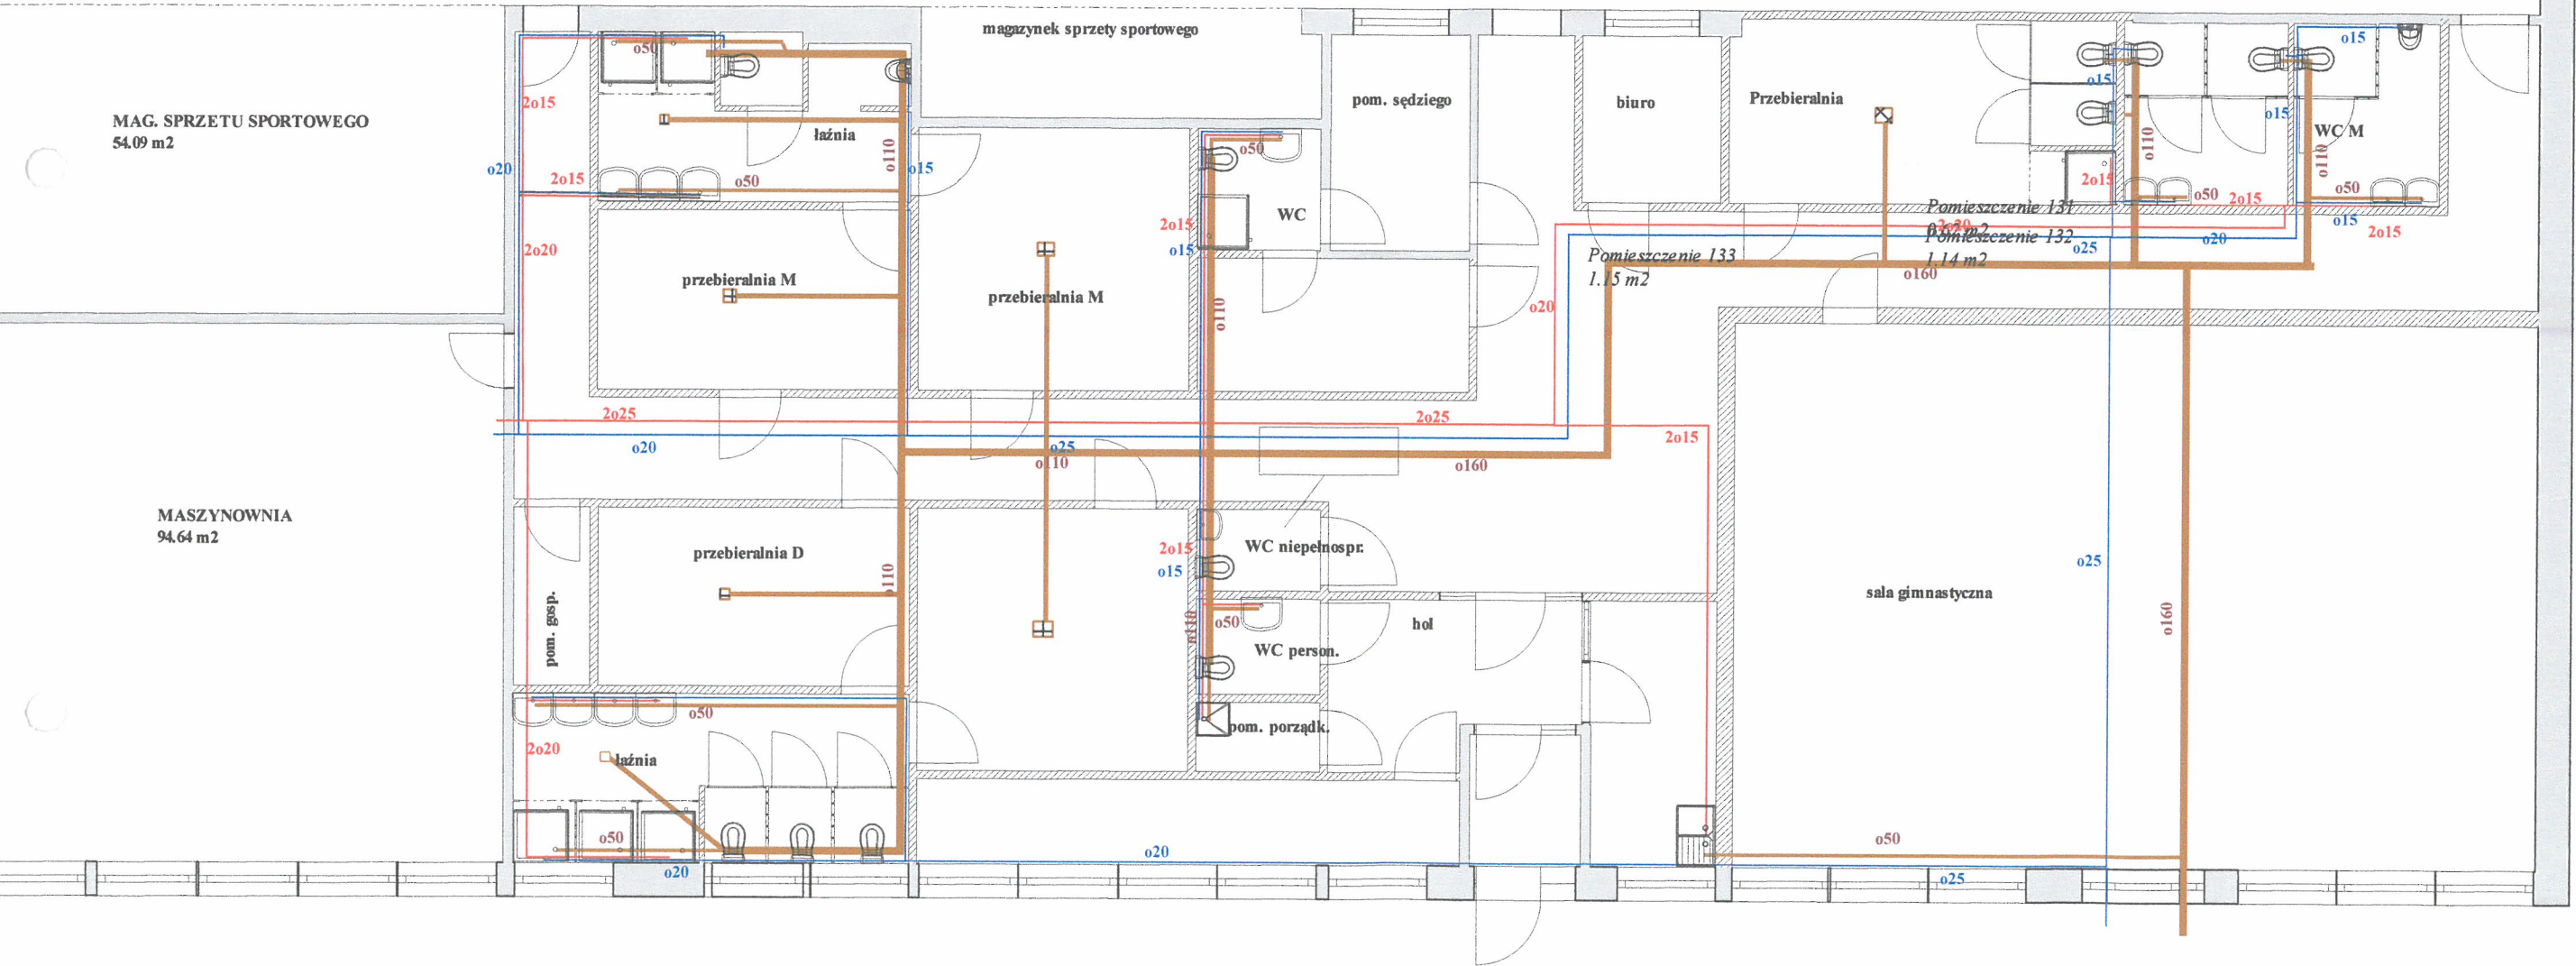 magazynek sprzęty sportowego
o15
o50
o15
2o15
pom. sędziego
biuro
Przebieralnia
MAG. SPRZETU SPORTOWEGO
54.09 m2
łaźnia
o15
WC M
o110
o50
o110
o110
o20
o15
2o15
o50
2o15
o50
2o15
o50
WC
2o15
Pomieszczenie 131
o15
2o15
2o15
o15
Pomieszczenie 132
1.14 m2
o25
o20
2o20
Pomieszczenie 133
1.15 m2
o160
przebieralnia M
przebieralnia M
o110
o20
2o25
2o25
2o15
o20
o25
o110
o160
MASZYNOWNIA
94.64 m2
przebieralnia D
2o15
o15
WC niepełnospr.
o25
o110
pom. gosp.
sala gimnastyczna
o110
o50
hol
o160
WC person.
o50
pom. porządk.
2o20
łaźnia
o50
o50
o20
o20
o25